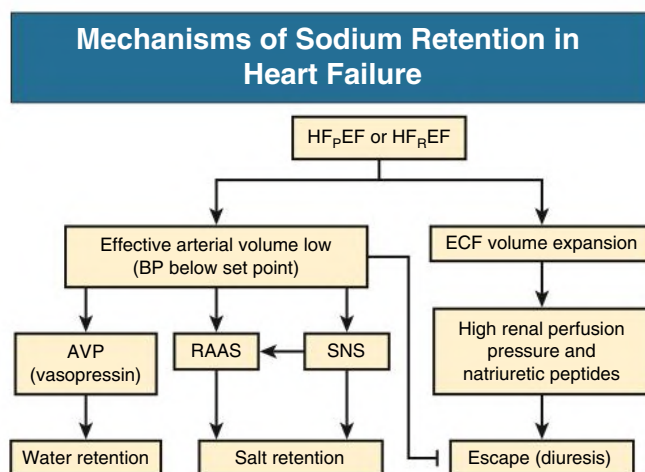 Mechanisms of Sodium Retention in
Heart Failure
HFPEF or HFREF
Effective arterial volume low
(BP below set point)
ECF volume expansion
AVP
(vasopressin)
RAAS
SNS
High renal perfusion
pressure and
natriuretic peptides
Water retention
Salt retention
Escape (diuresis)